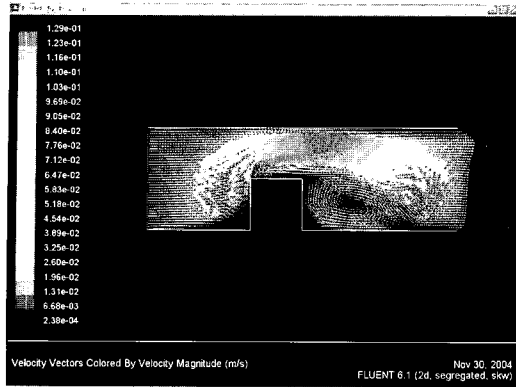 1.29e-01
1.23e-01
1.16e-01
1.10e-01
1.03e-01
9.69e-02
9.05e-02
8.40e-02
7.76e-02
7.12e-02
6.47e-02
5.83e-02
5.18e-02
4.54e-02
3.89e-02
3.25e-02
2.60e-02
1.96e-02
1.31e-02
6.68e-03
2.38e-04
Velocity Vectors Colored By Velocity Magnitude (m/s)
Nov 30, 2004
FLUENT 6.1 (2d, segregated, skw)